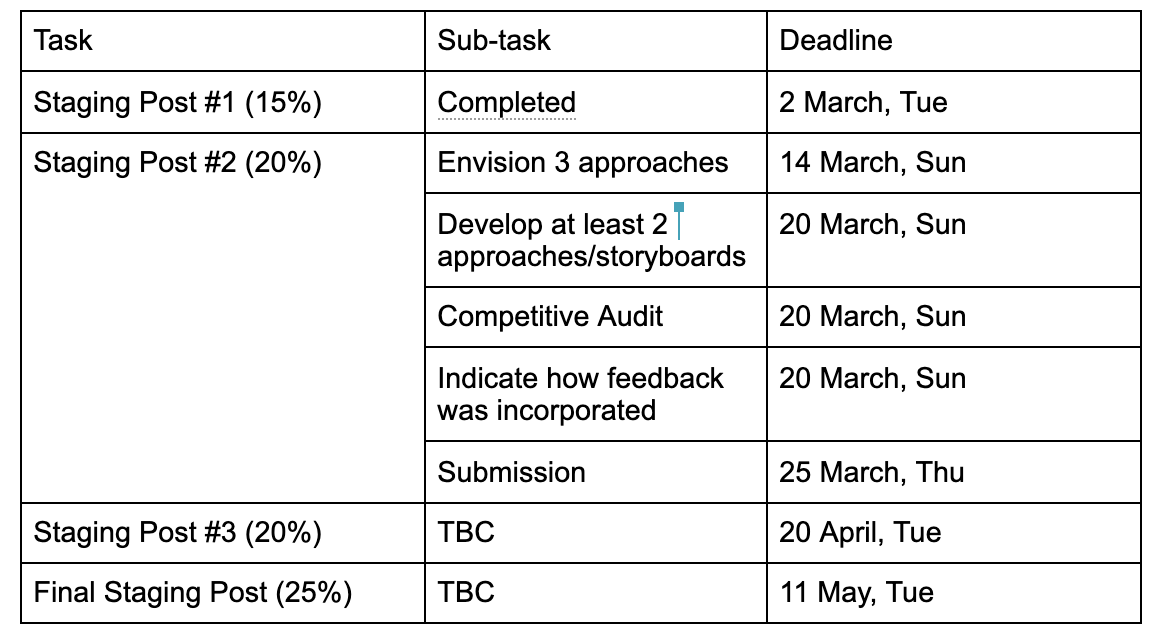 Task Sub-task Deadline
Staging Post #1 (15%) Completed 2 March, Tue
Staging Post #2 (20%) Envision 3 approaches 14 March, Sun
Develop at least 2 20 March, Sun
approaches/storyboards
Competitive Audit 20 March, Sun
Indicate how feedback 20 March, Sun
was incorporated
Submission 25 March, Thu
Staging Post #3 (20%) TBC 20 April, Tue
Final Staging Post (25%) TBC 11 May, Tue